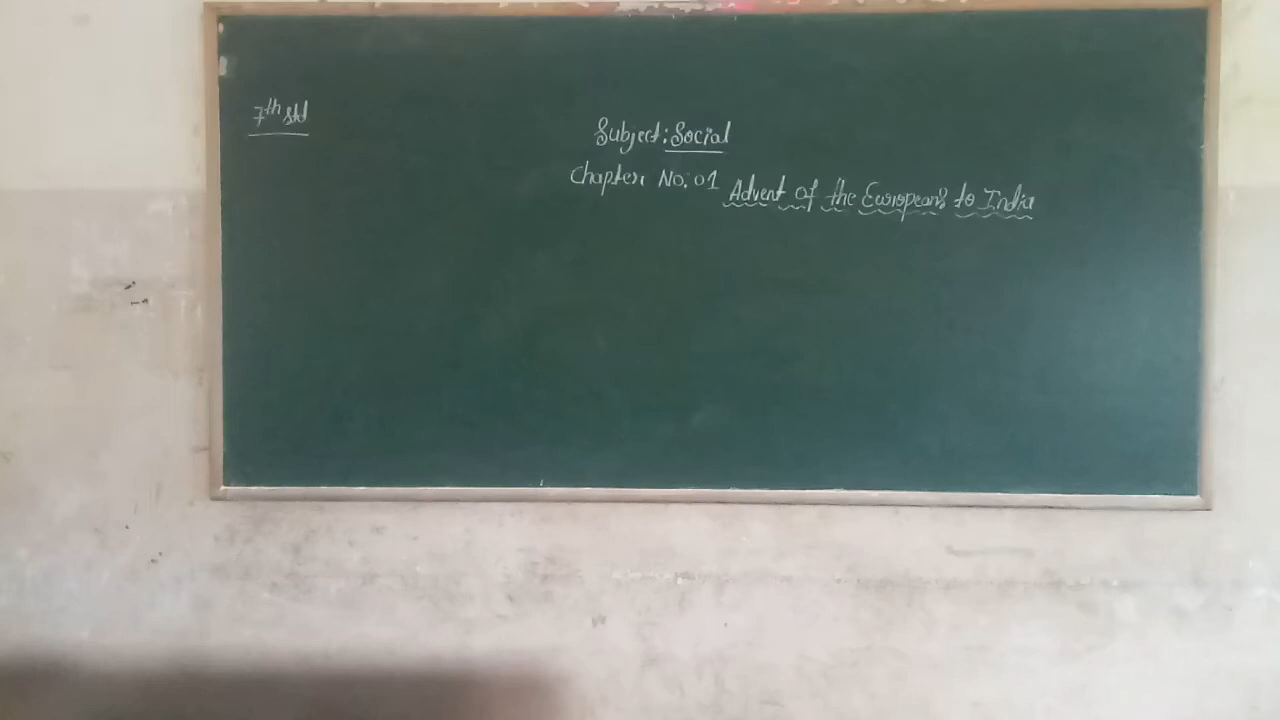 7th std
Subject: Social
Chapter No: 01 Advent of the Europeans to India